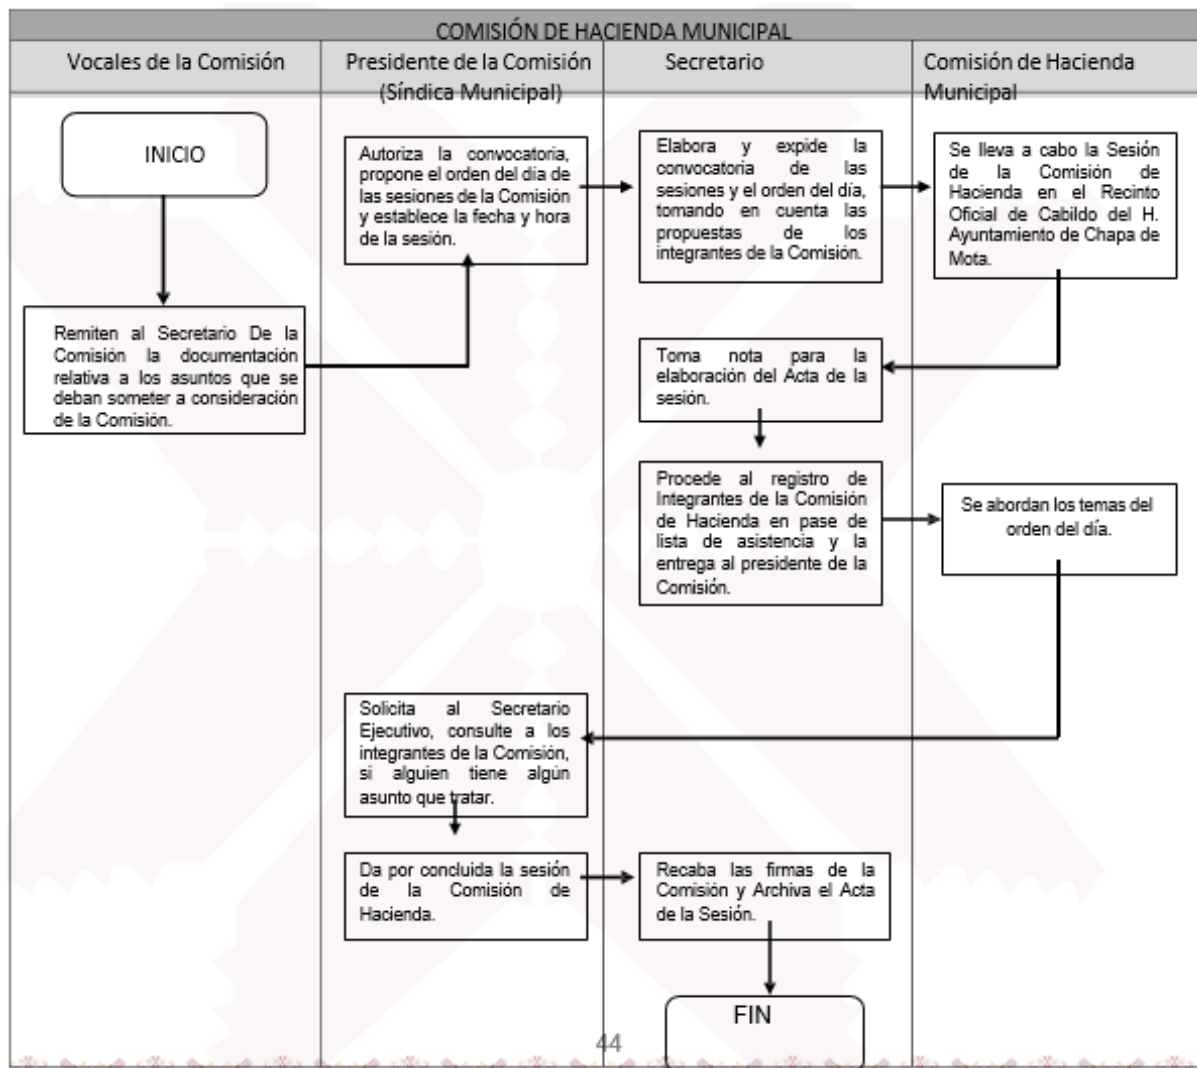 COMISIÓN DE HACIENDA MUNICIPAL
Vocales de la Comisión
Presidente de la Comisión
(Síndica Municipal)
Secretario
Comisión de Hacienda
Municipal
INICIO
Autoriza la convocatoria,
propone el orden del día de
las sesiones de la Comisión
y establece la fecha y hora
de la sesión.
Elabora y expide la
convocatoria de las
sesiones y el orden del día,
tomando en cuenta las
propuestas de los
integrantes de la Comisión.
Se lleva a cabo la Sesión
de la Comisión de
Hacienda en el Recinto
Oficial de Cabildo del H.
Ayuntamiento de Chapa de
Mota.
Remiten al Secretario De la
Comisión la documentación
relativa a los asuntos que se
deban someter a consideración
de la Comisión.
Toma nota para la
elaboración del Acta de la
sesión.
Procede al registro de
Integrantes de la Comisión
de Hacienda en pase de
lista de asistencia y la
entrega al presidente de la
Comisión.
Se abordan los temas del
orden del día.
Solicita al Secretario
Ejecutivo, consulte a los
integrantes de la Comisión,
si alguien tiene algún
asunto que tratar.
Da por concluida la sesión
de la Comisión de
Hacienda.
Recaba las firmas de la
Comisión y Archiva el Acta
de la Sesión.
FIN
44